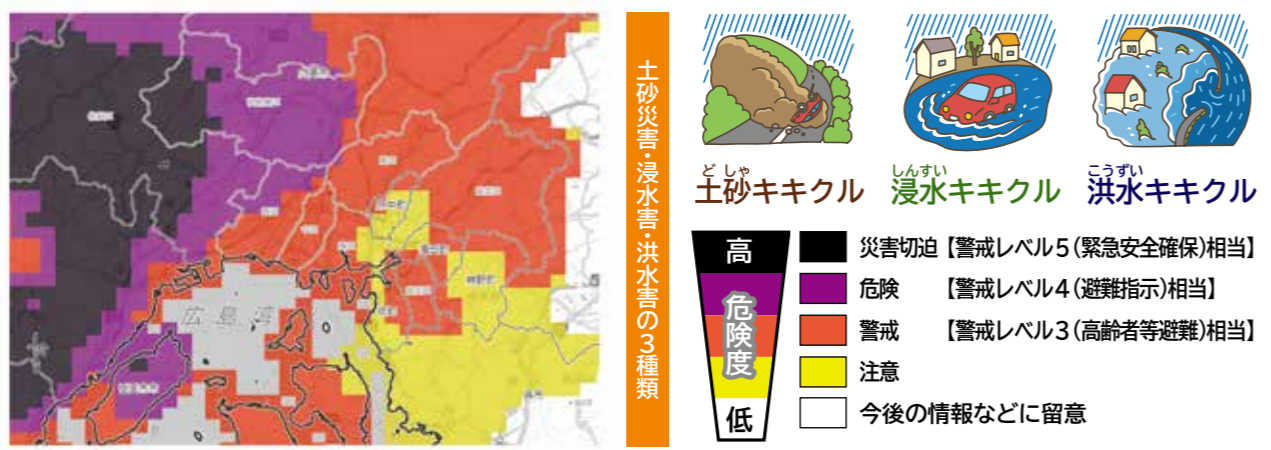 広島湾
土砂災害・浸水害・洪水害の3種類
どしゃ
土砂キキクル
しんすい
浸水キキクル
こうずい
洪水キキクル
高
危険度
低
災害切迫【警戒レベル5(緊急安全確保)相当】
危険 【警戒レベル4(避難指示)相当】
警戒 【警戒レベル3(高齢者等避難)相当】
注意
今後の情報などに留意